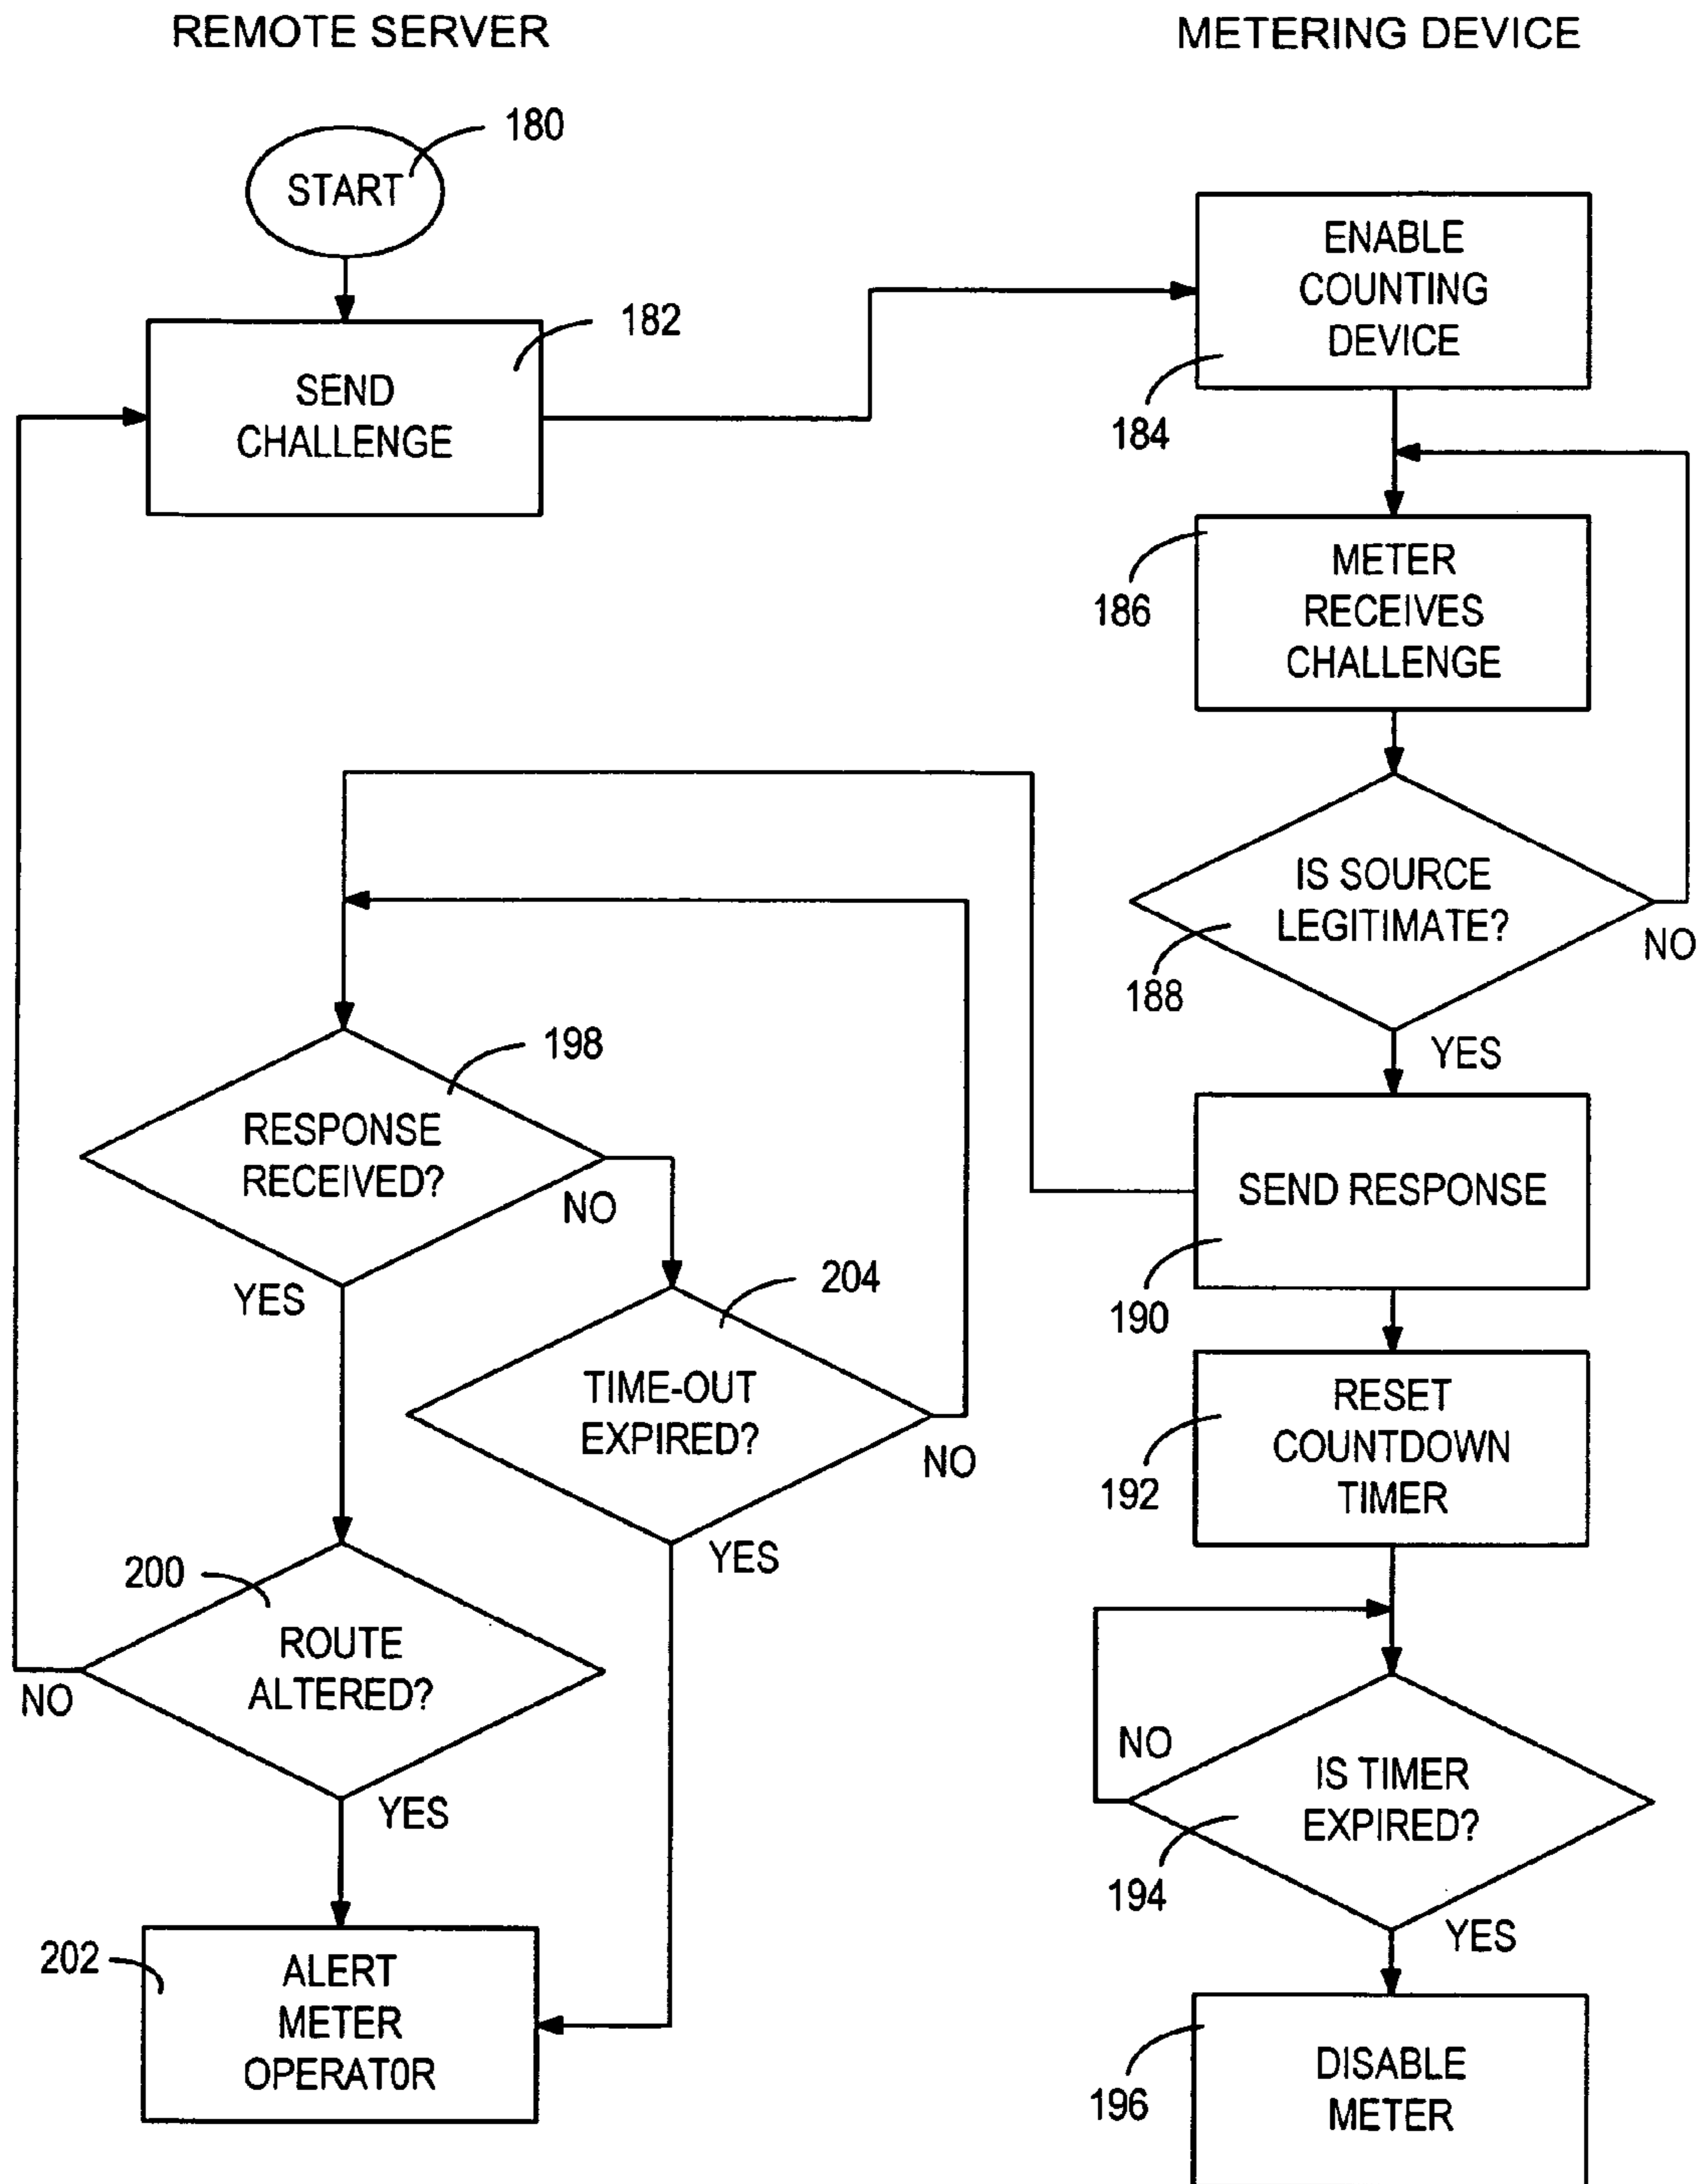 REMOTE SERVER
METERING DEVICE
180
START
182
SEND
CHALLENGE
ENABLE
COUNTING
DEVICE
184
METER
RECEIVES
CHALLENGE
186
IS SOURCE
LEGITIMATE?
NO
188
YES
198
RESPONSE
RECEIVED?
NO
YES
SEND RESPONSE
190
204
TIME-OUT
EXPIRED?
NO
YES
RESET
COUNTDOWN
TIMER
192
200
ROUTE
ALTERED?
NO
YES
NO
IS TIMER
EXPIRED?
194
YES
202
ALERT
METER
OPERATOR
DISABLE
METER
196